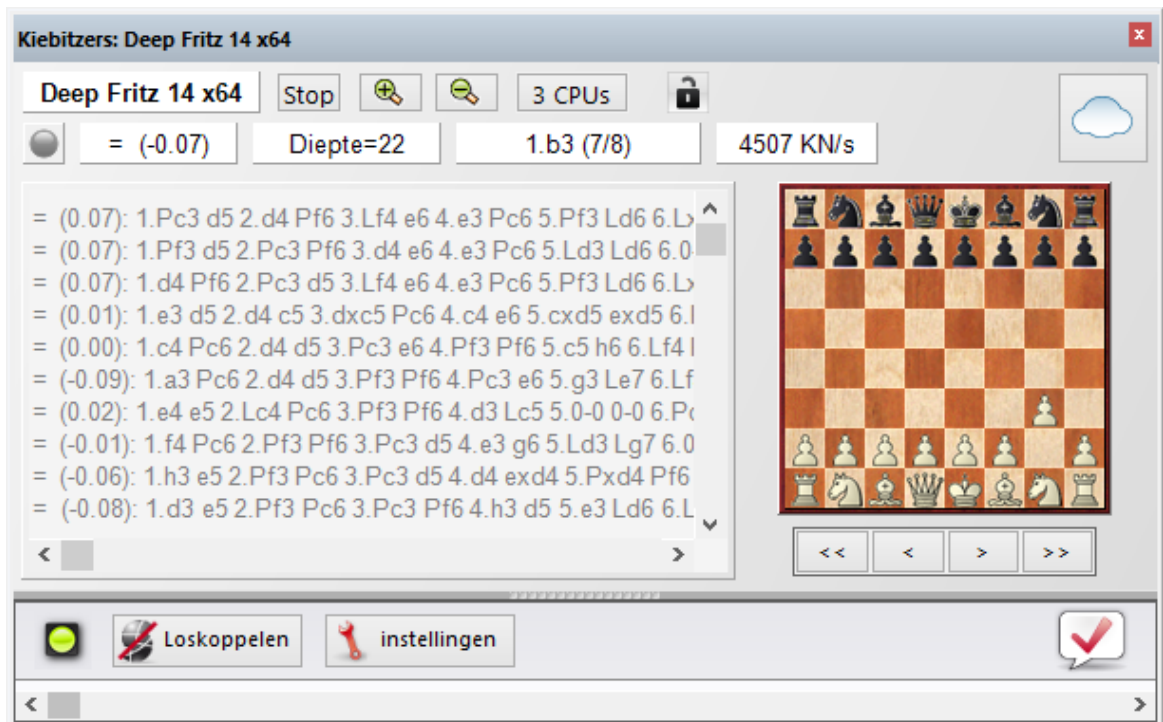 Kiebitzers: Deep Fritz 14 x64
x
Deep Fritz 14 x64 Stop 3 CPUs
= (-0.07) Diepte=22 1.b3 (7/8) 4507 KN/s
= (0.07): 1.Pc3 d5 2.d4 Pf6 3.Lf4 e6 4.e3 Pc6 5.Pf3 Ld6 6.Lx
= (0.07): 1.Pf3 d5 2.Pc3 Pf6 3.d4 e6 4.e3 Pc6 5.Ld3 Ld6 6.0-
= (0.07): 1.d4 Pf6 2.Pc3 d5 3.Lf4 e6 4.e3 Pc6 5.Pf3 Ld6 6.Lx
= (0.01): 1.e3 d5 2.d4 c5 3.dxc5 Pc6 4.c4 e6 5.cxd5 exd5 6.
= (0.00): 1.c4 Pc6 2.d4 d5 3.Pc3 e6 4.Pf3 Pf6 5.c5 h6 6.Lf4
= (-0.09): 1.a3 Pc6 2.d4 d5 3.Pf3 Pf6 4.Pc3 e6 5.g3 Le7 6.Lf
= (0.02): 1.e4 e5 2.Lc4 Pc6 3.Pf3 Pf6 4.d3 Lc5 5.0-0 0-0 6.Pc
= (-0.01): 1.f4 Pc6 2.Pf3 Pf6 3.Pc3 d5 4.e3 g6 5.Ld3 Lg7 6.0
= (-0.06): 1.h3 e5 2.Pf3 Pc6 3.Pc3 d5 4.d4 exd4 5.Pxd4 Pf6
= (-0.08): 1.d3 e5 2.Pf3 Pc6 3.Pc3 Pf6 4.h3 d5 5.e3 Ld6 6.L
<< < > >>
Loskoppelen instellingen